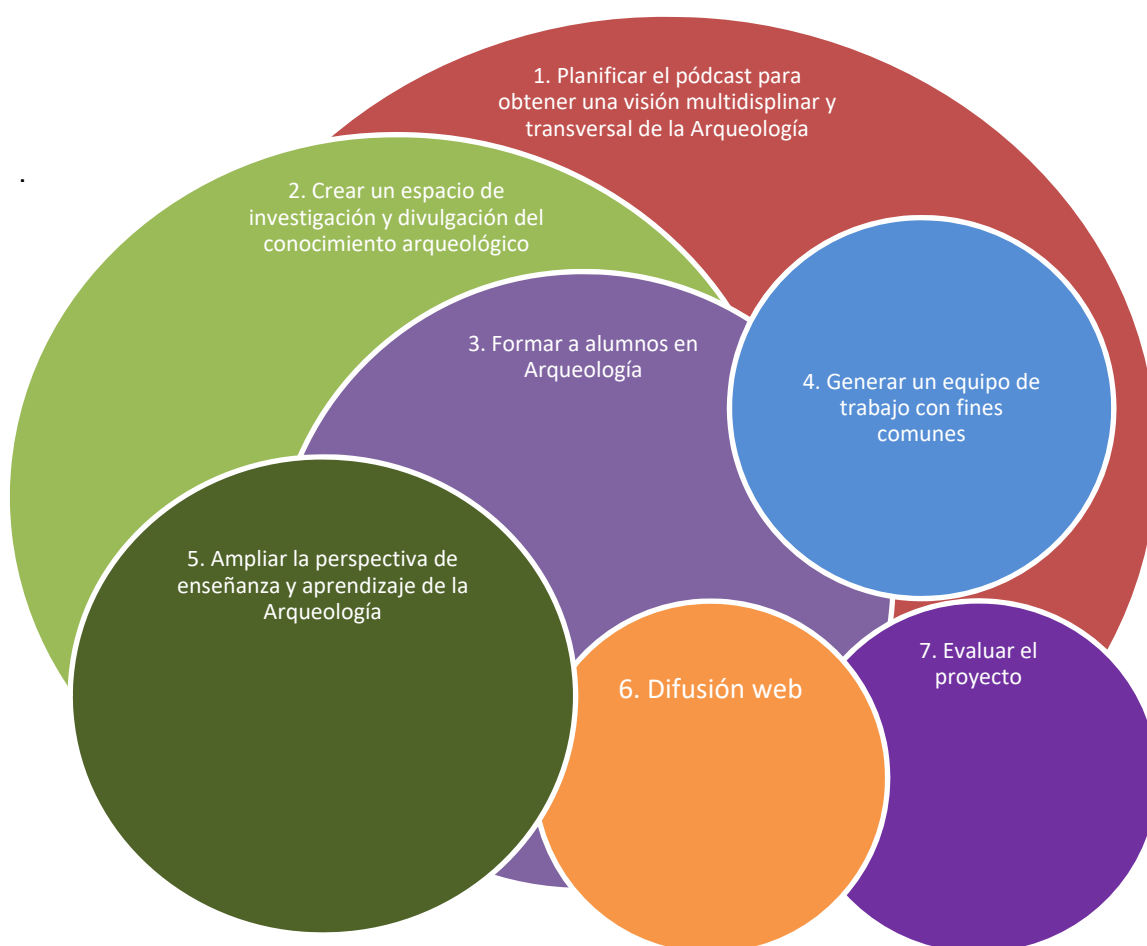 1. Planificar el pódcast para
obtener una visión multidisplinar y
transversal de la Arqueología
2. Crear un espacio de
investigación y divulgación del
conocimiento arqueológico
3. Formar a alumnos en
Arqueología
4. Generar un equipo de
trabajo con fines
comunes
5. Ampliar la perspectiva de
enseñanza y aprendizaje de la
Arqueología
6. Difusión web
7. Evaluar el
proyecto